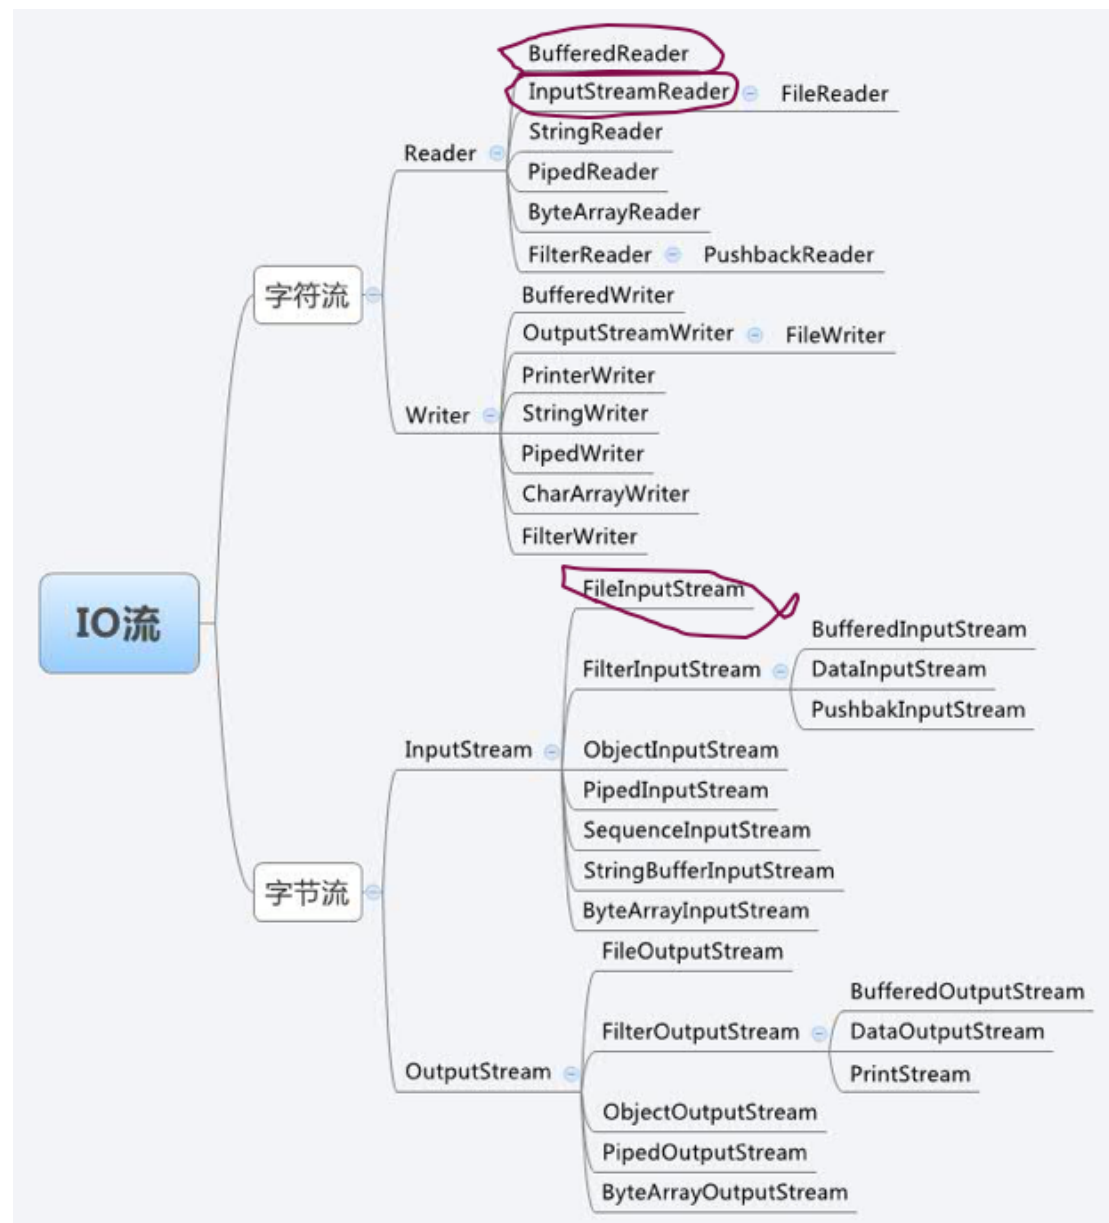 BufferedReader
InputStreamReader
FileReader
StringReader
Reader
PipedReader
ByteArrayReader
FilterReader
PushbackReader
字符流
BufferedWriter
OutputStreamWriter
FileWriter
PrinterWriter
Writer
StringWriter
PipedWriter
CharArrayWriter
FilterWriter
IO流
FileInputStream
FilterInputStream
BufferedInputStream
DataInputStream
PushbakInputStream
InputStream
ObjectInputStream
PipedInputStream
SequenceInputStream
StringBufferInputStream
ByteArrayInputStream
字节流
FileOutputStream
FilterOutputStream
BufferedOutputStream
DataOutputStream
PrintStream
OutputStream
ObjectOutputStream
PipedOutputStream
ByteArrayOutputStream